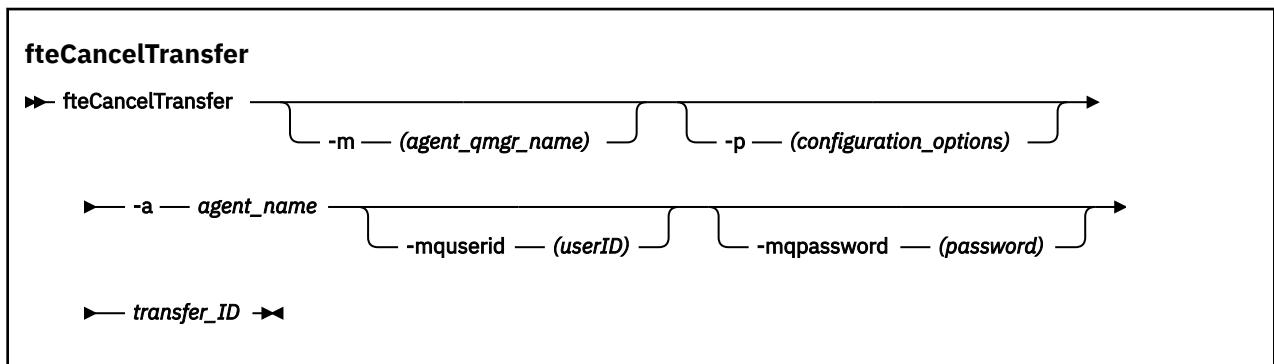 fteCancelTransfer
fteCancelTransfer
-m (agent_qmgr_name) -p (configuration_options)
-a agent_name
-mquserid (userID) -mqpassword (password)
transfer_ID